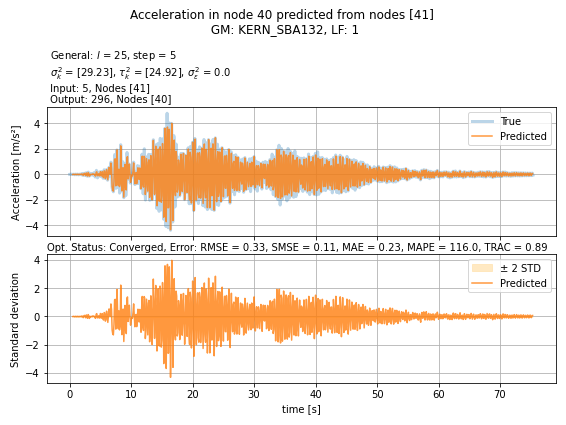 Acceleration in node 40 predicted from nodes [41]
GM: KERN_SBA132, LF: 1
General: l = 25, step = 5
σ²ₖ = [29.23], τ²ₖ = [24.92], σ²ε = 0.0
Input: 5, Nodes [41]
Output: 296, Nodes [40]
Acceleration [m/s²]
4
2
0
−2
−4
True
Predicted
Opt. Status: Converged, Error: RMSE = 0.33, SMSE = 0.11, MAE = 0.23, MAPE = 116.0, TRAC = 0.89
Standard deviation
4
2
0
−2
−4
± 2 STD
Predicted
0 10 20 30 40 50 60 70
time [s]